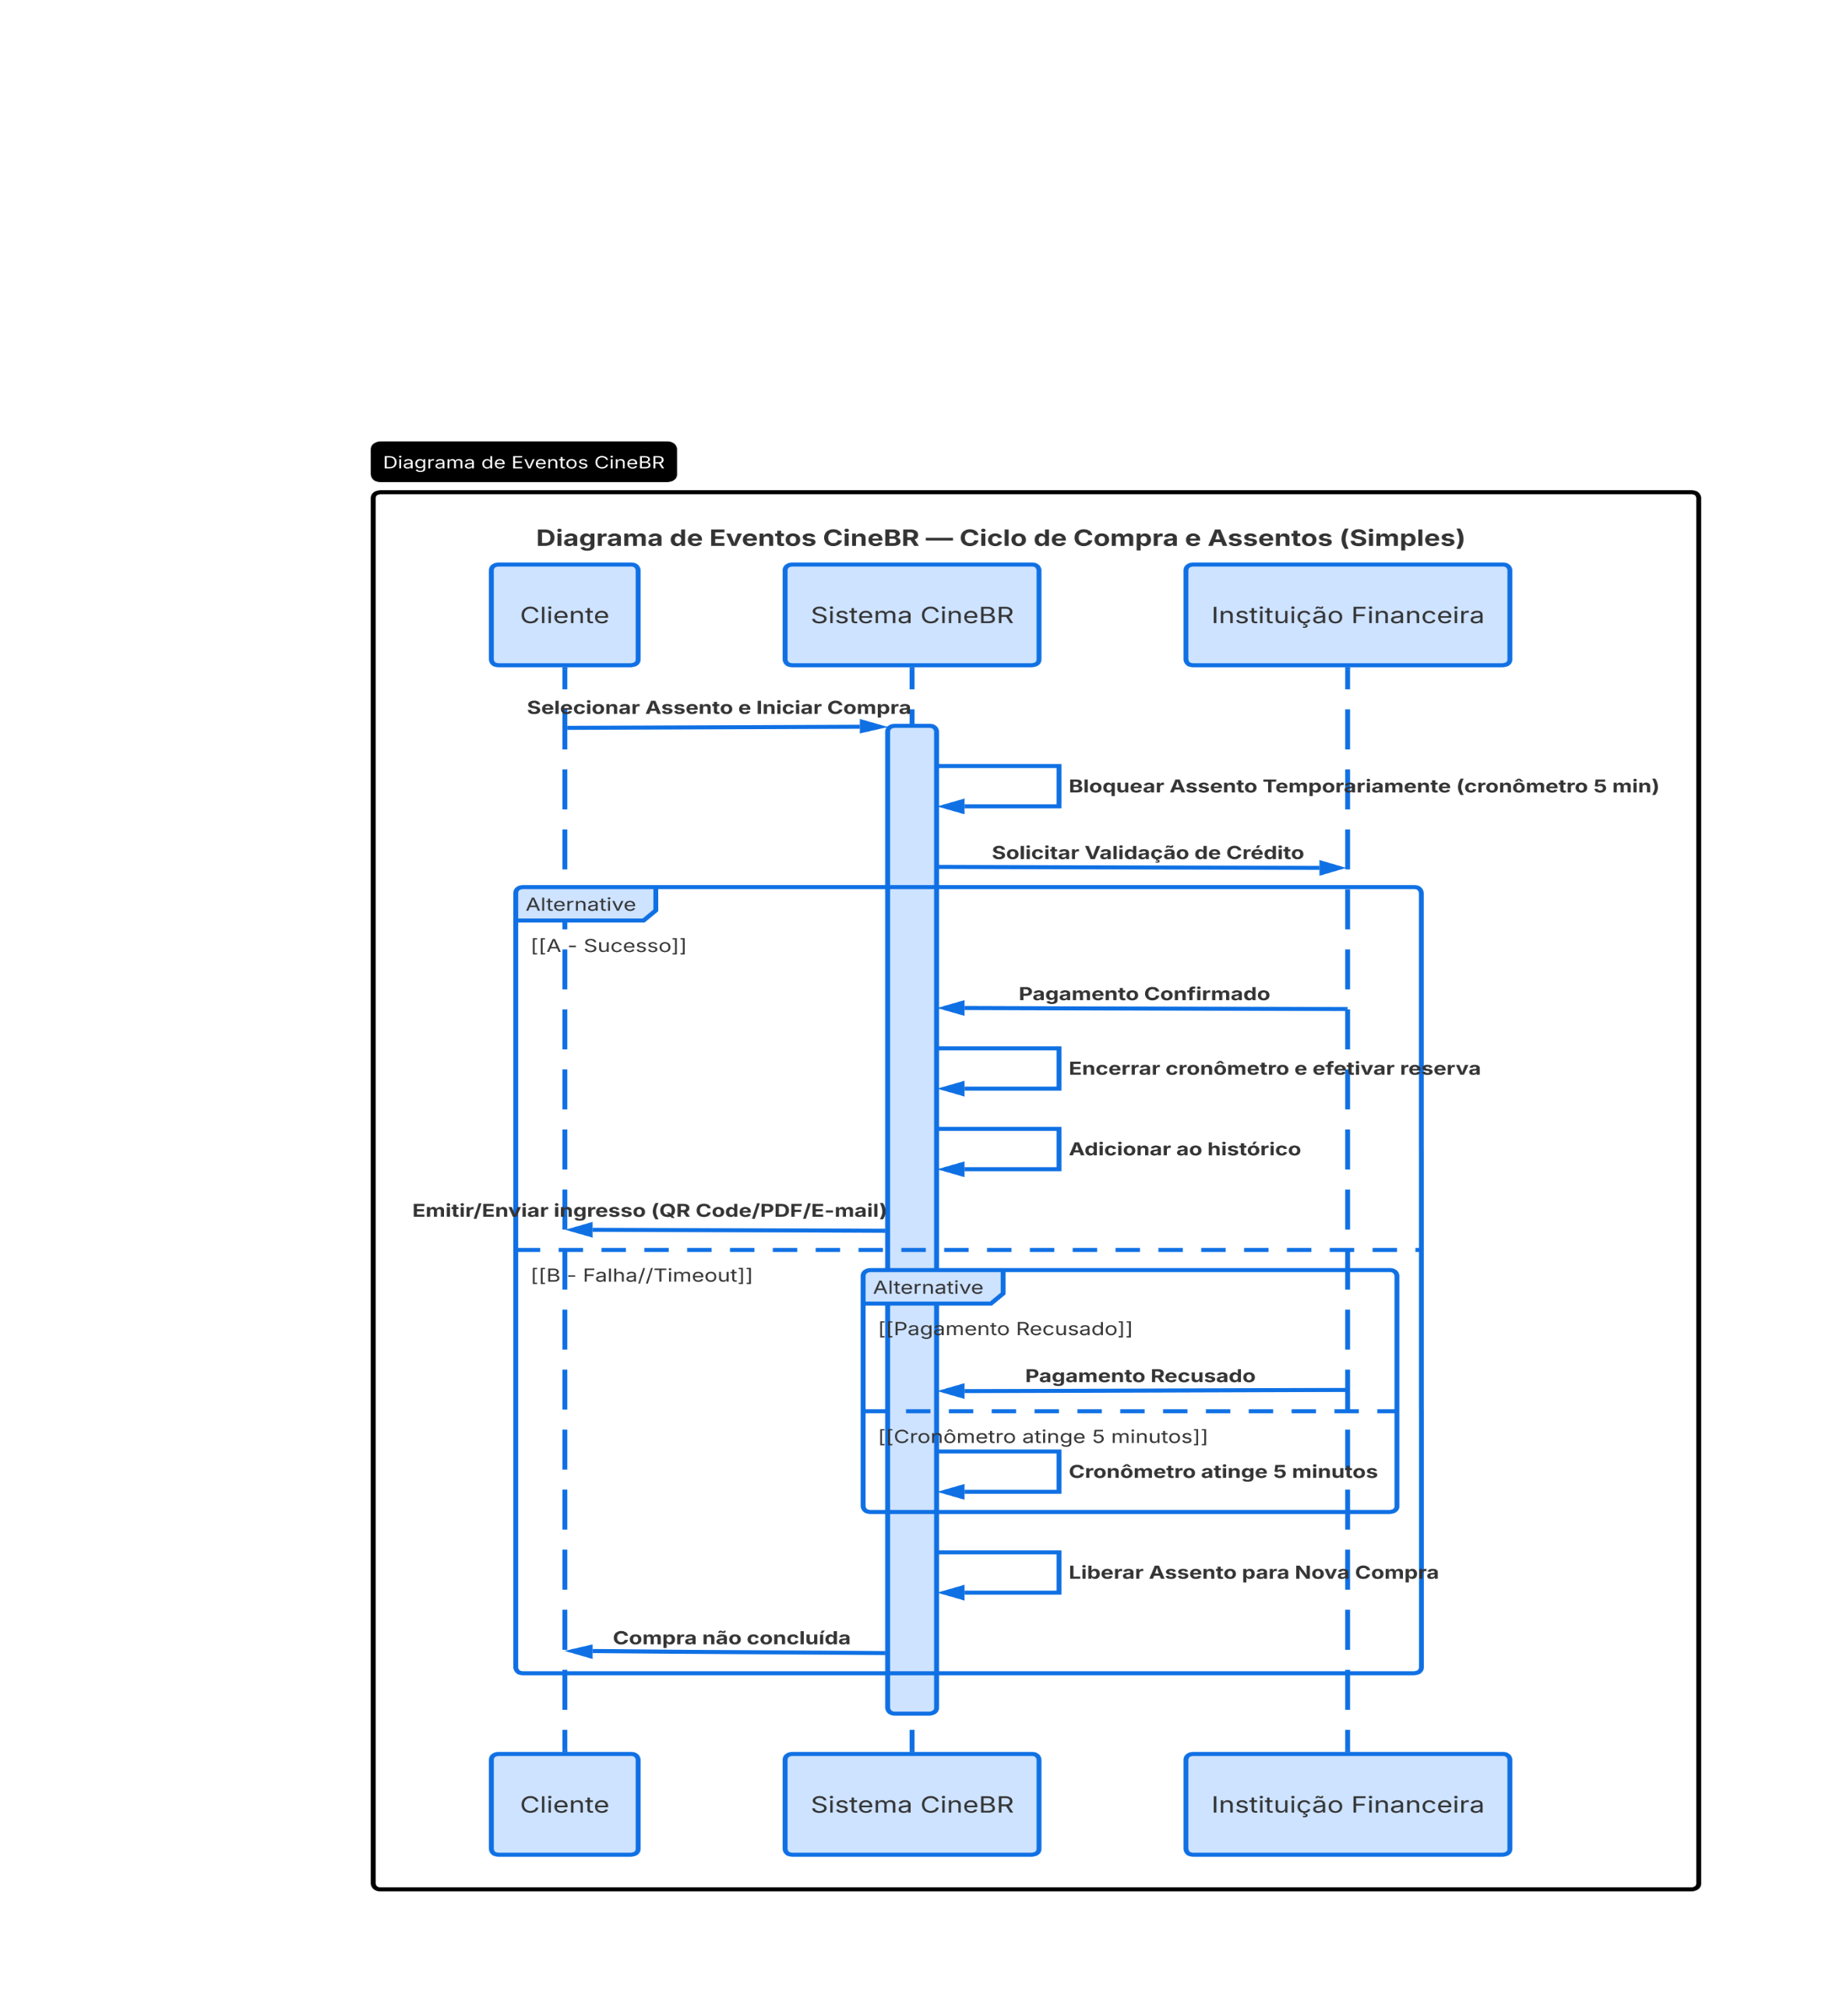 Diagrama de Eventos CineBR
Diagrama de Eventos CineBR — Ciclo de Compra e Assentos (Simples)
Cliente
Sistema CineBR
Instituição Financeira
Selecionar Assento e Iniciar Compra
Bloquear Assento Temporariamente (cronômetro 5 min)
Solicitar Validação de Crédito
Alternative
[[A - Sucesso]]
Pagamento Confirmado
Encerrar cronômetro e efetivar reserva
Adicionar ao histórico
Emitir/Enviar ingresso (QR Code/PDF/E-mail)
[[B - Falha//Timeout]]
Alternative
[[Pagamento Recusado]]
Pagamento Recusado
[[Cronômetro atinge 5 minutos]]
Cronômetro atinge 5 minutos
Liberar Assento para Nova Compra
Compra não concluída
Cliente
Sistema CineBR
Instituição Financeira